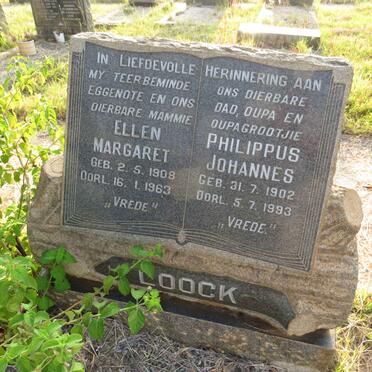 In Liefdevolle
my teerbeminde
eggenote en ons
dierbare mammie
Ellen
Margaret
Geb. 2.5.1908
Oorl. 16.1.1963
„Vrede"
Herinnering aan
ons dierbare
dad, oupa en
oupagrootjie
Philippus
Johannes
Geb. 31.7.1902
Oorl. 5.7.1993
„Vrede"
Loock